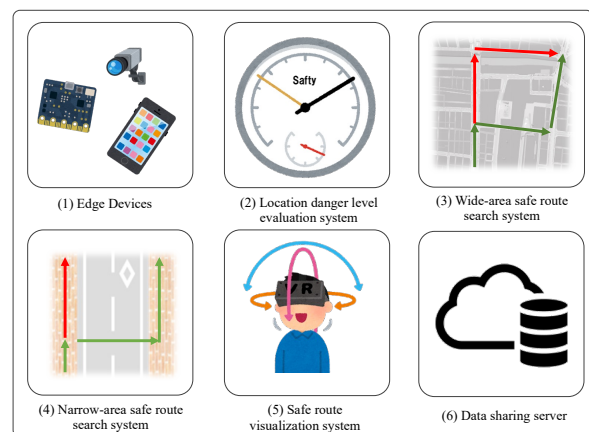 Safty
(1) Edge Devices
(2) Location danger level
evaluation system
(3) Wide-area safe route
search system
VR
(4) Narrow-area safe route
search system
(5) Safe route
visualization system
(6) Data sharing server